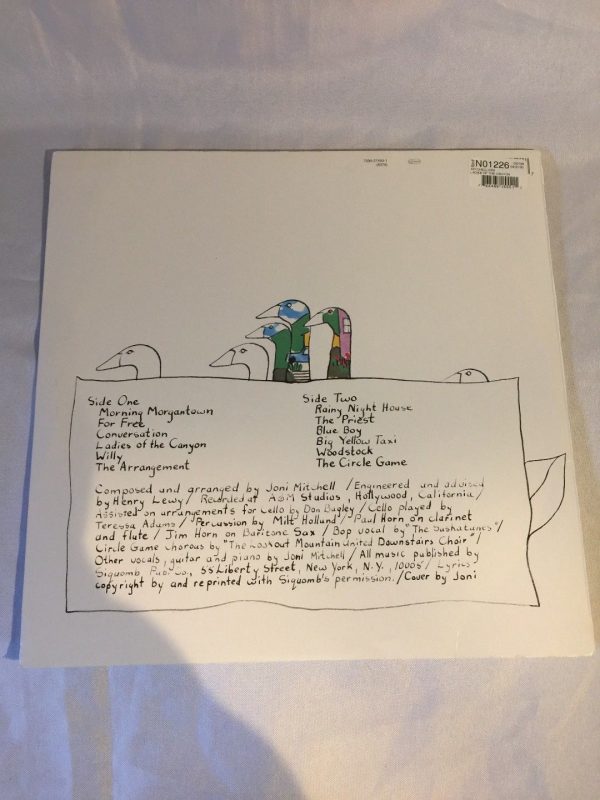 N01226
Side One
Morning Morgantown
For Free
Conversation
Ladies of the Canyon
Willy
The Arrangement
Side Two
Rainy Night House
The Priest
Blue Boy
Big Yellow Taxi
Woodstock
The Circle Game
Composed and arranged by Joni Mitchell / Engineered and advised
by Henry Lewy / Recorded at A&M Studios, Hollywood, California /
Assisted on arrangements for Cello by Don Bagley / Cello played by
Teressa Adams / Percussion by Milt Holland / Paul Horn on clarinet
and flute / Jim Horn on Baritone Sax / Bop vocal by "The Saskatunes" /
Circle Game chorous by "The Lookout Mountain United Downstairs Choir" /
Other vocals, guitar and piano by Joni Mitchell / All music published by
Siquomb 55 Liberty Street, New York, N.Y., 10005 / Lyrics
copyright by and reprinted with Siquomb's permission. / Cover by Joni